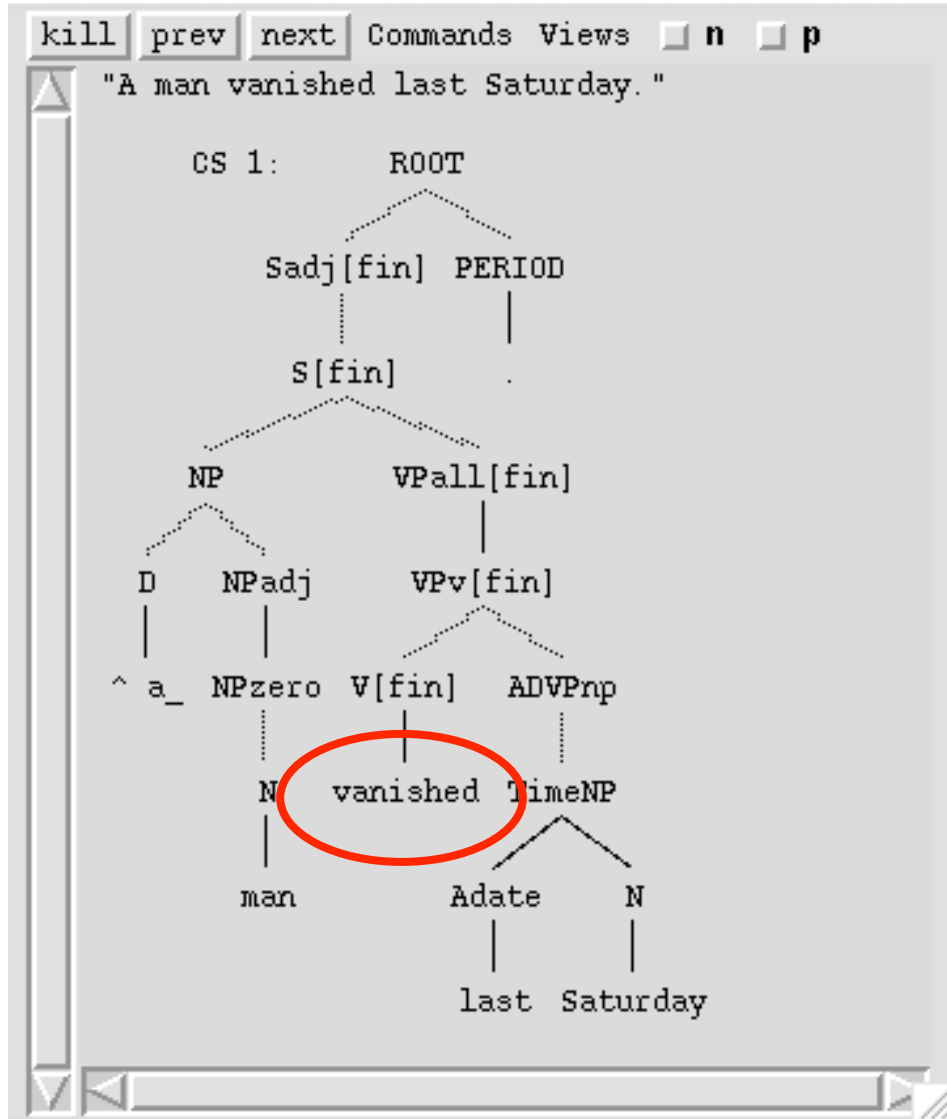 kill prev next Commands Views n p
"A man vanished last Saturday."
CS 1: ROOT
Sadj[fin] PERIOD
S[fin] .
NP VPall[fin]
D NPadj VPv[fin]
^ a_ NPzero V[fin] ADVPnp
N vanished TimeNP
man Adate N
last Saturday